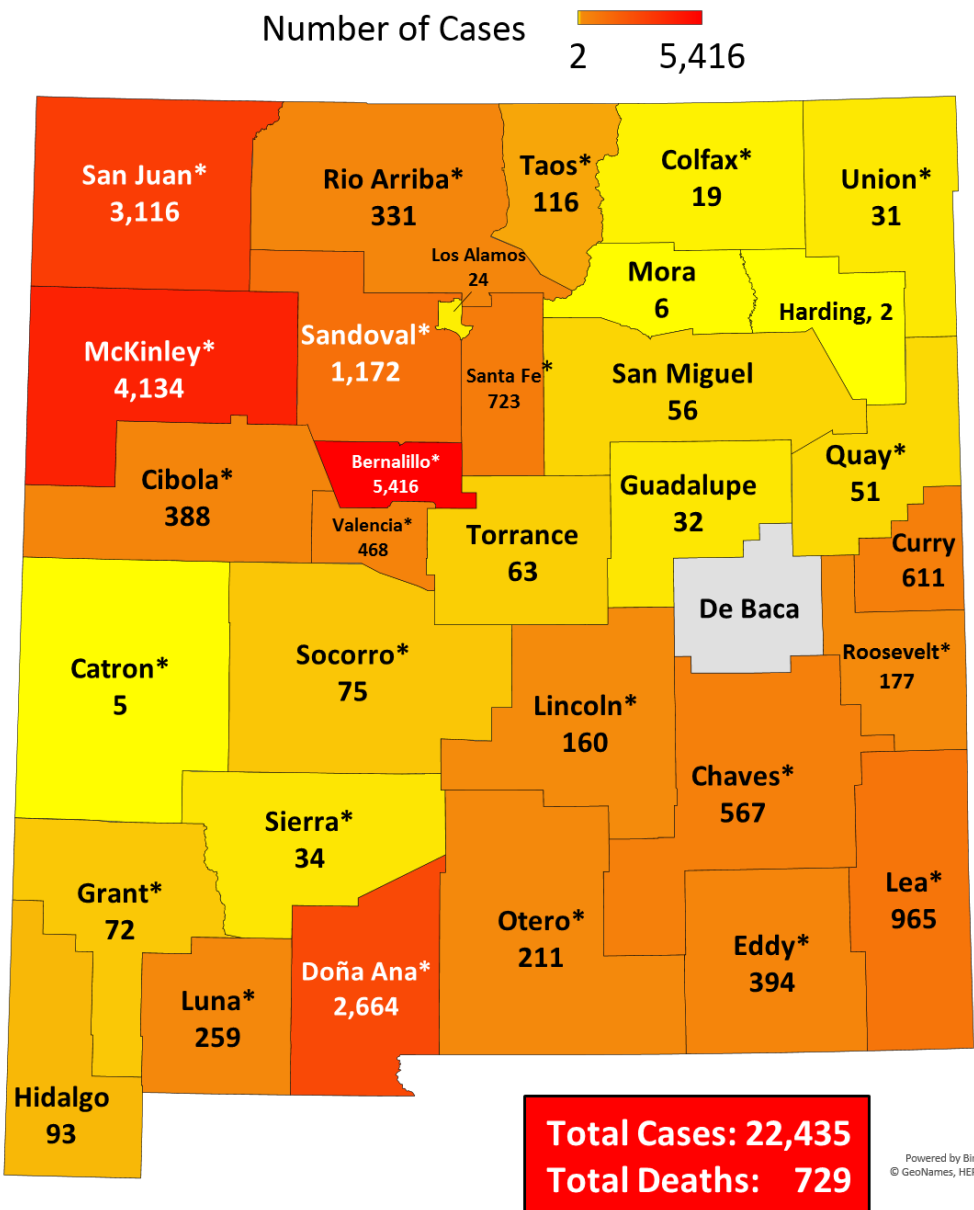 Number of Cases
2 5,416
San Juan*
3,116
Rio Arriba*
331
Taos*
116
Colfax*
19
Union*
31
Los Alamos
24
Mora
6
Harding, 2
McKinley*
4,134
Sandoval*
1,172
Santa Fe*
723
San Miguel
56
Bernalillo*
5,416
Cibola*
388
Valencia*
468
Torrance
63
Guadalupe
32
Quay*
51
Curry
611
De Baca
Roosevelt*
177
Catron*
5
Socorro*
75
Lincoln*
160
Chaves*
567
Sierra*
34
Grant*
72
Lea*
965
Otero*
211
Eddy*
394
Doña Ana*
2,664
Luna*
259
Hidalgo
93
Total Cases: 22,435
Total Deaths: 729
Powered by Bin
© GeoNames, HER